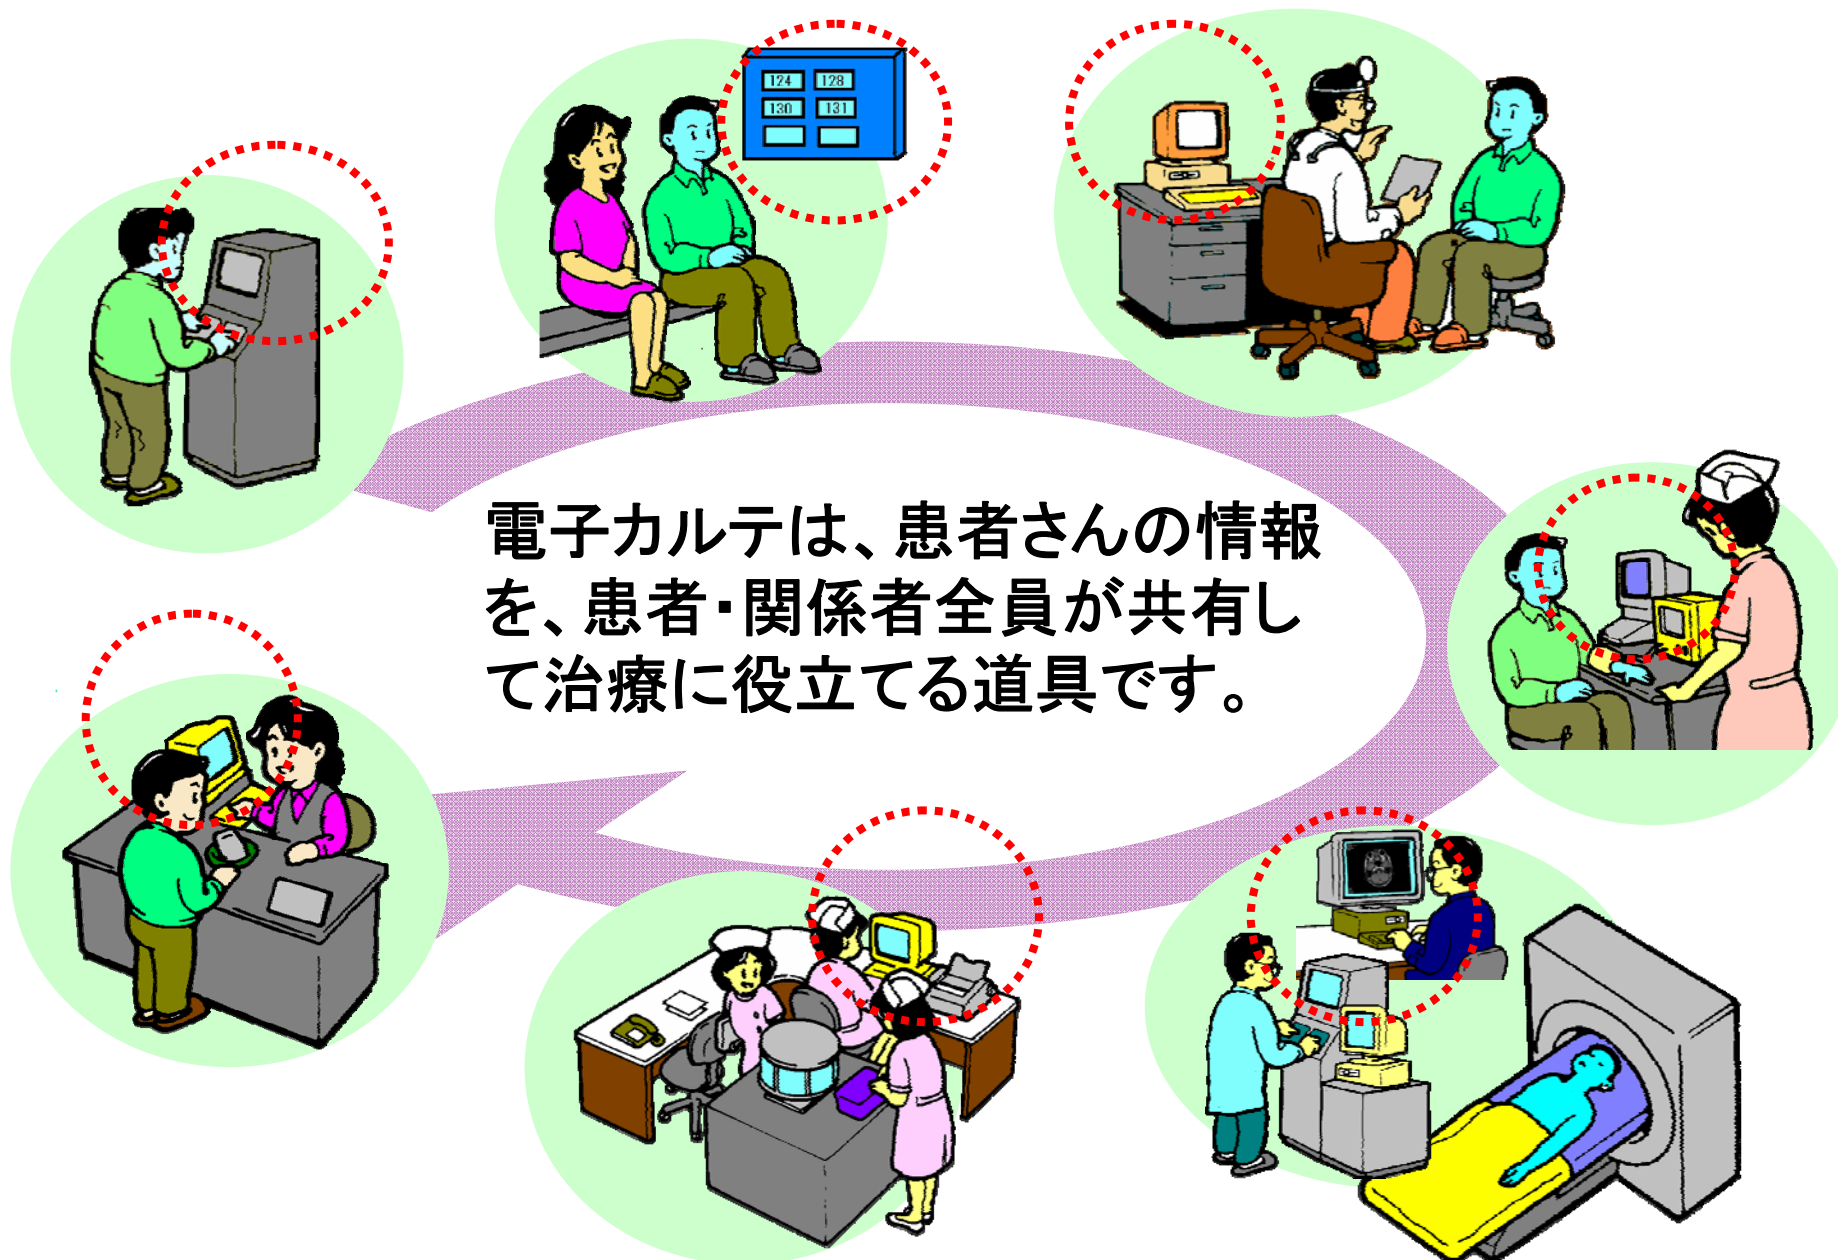 124 128
130 131
電子カルテは、患者さんの情報
を、患者・関係者全員が共有し
て治療に役立てる道具です。